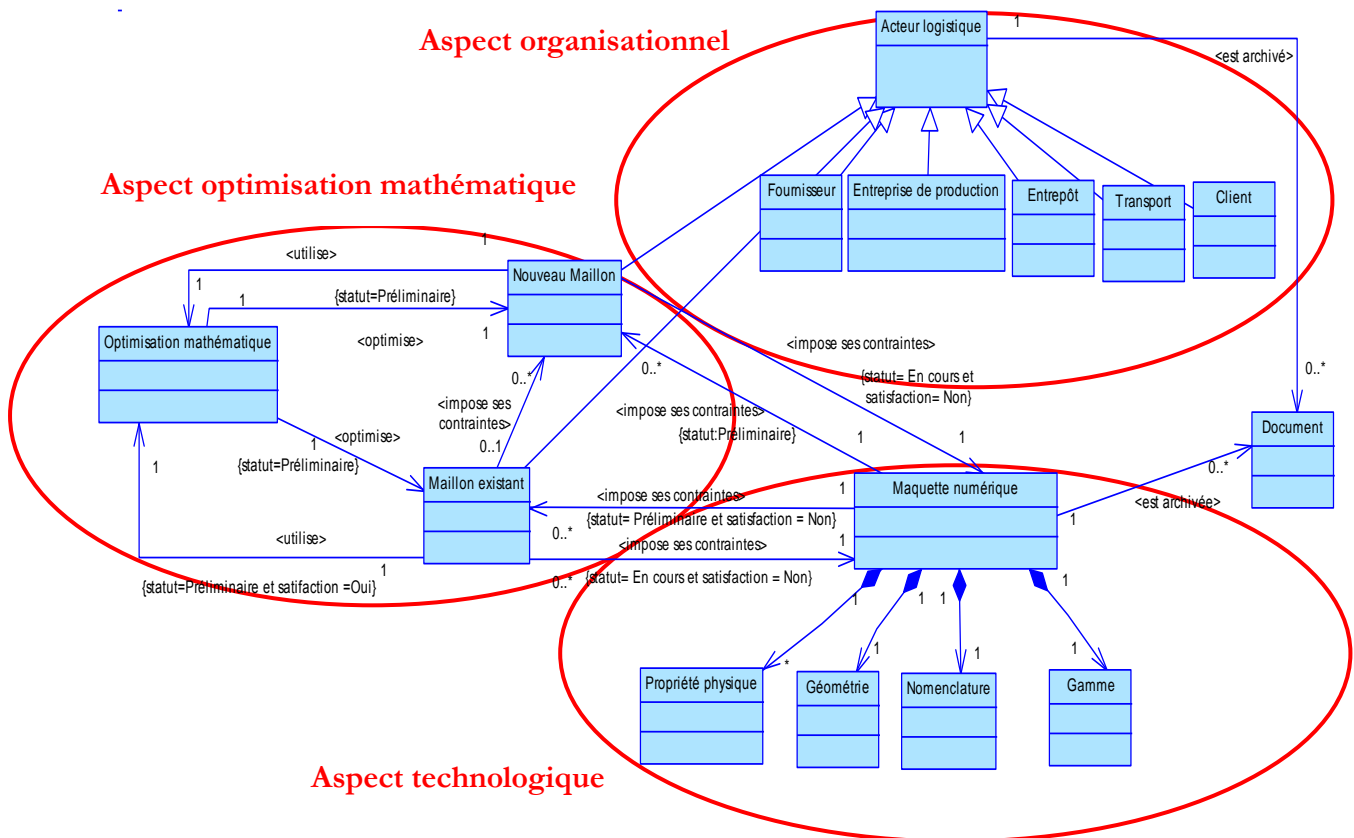 Acteur logistique
1
Aspect organisationnel
<est archivé>
Aspect optimisation mathématique
Fournisseur
Entreprise de production
Entrepôt
Transport
Client
1
<utilise>
Nouveau Maillon
1
1
{statut=Préliminaire}
Optimisation mathématique
1
<optimise>
<impose ses contraintes>
0..*
{statut= En cours et
satisfaction= Non}
0..*
0..*
<impose ses
contraintes>
<impose ses contraintes>
{statut:Préliminaire}
0..1
1
<optimise>
{statut=Préliminaire}
1
1
1
Document
0..*
Maillon existant
Maquette numérique
<impose ses contraintes>
1
{statut= Préliminaire et satisfaction = Non}
0..*
<est archivée>
1
<utilise>
<impose ses contraintes>
1
1
{statut=Préliminaire et satifaction =Oui}
0..*
{statut= En cours et satisfaction = Non}
1
1
1
1
*
1
1
1
Propriété physique
Géométrie
Nomenclature
Gamme
Aspect technologique